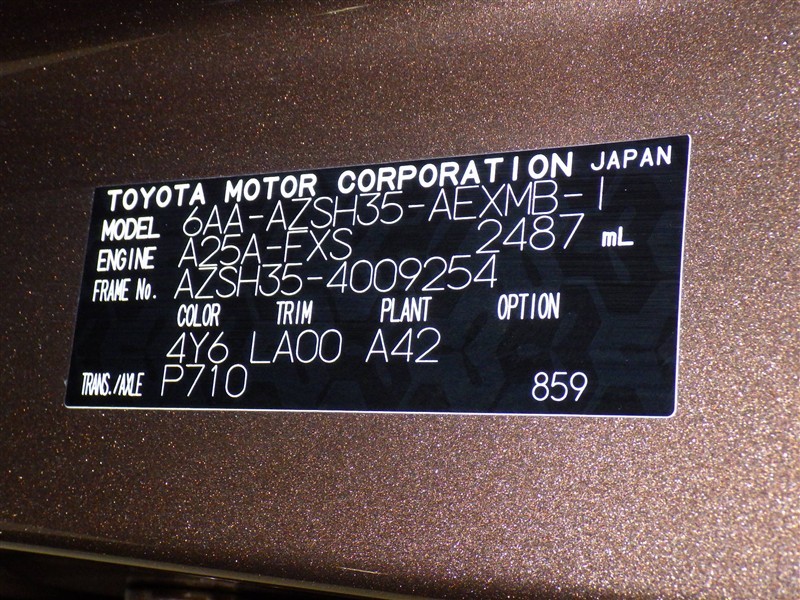 TOYOTA MOTOR CORPORATION JAPAN
MODEL 6AA-AZSH35-AEXMB-1
ENGINE A25A-FXS 2487 mL
FRAME No. AZSH35-4009254
COLOR TRIM PLANT OPTION
4Y6 LA00 A42
TRANS./AXLE P710 859